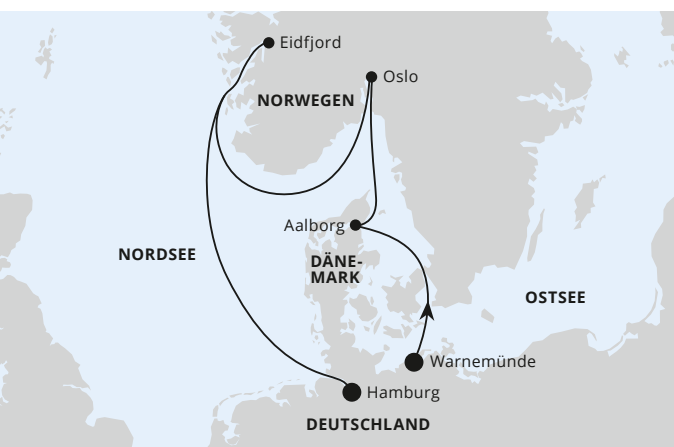 Eidfjord
Oslo
NORWEGEN
Aalborg
NORDSEE
DÄNE-
MARK
OSTSEE
Warnemünde
Hamburg
DEUTSCHLAND